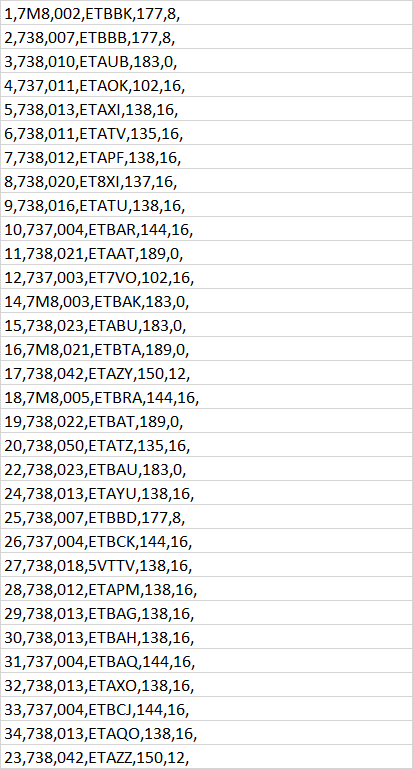 1,7M8,002,ETBBK,177,8,
2,738,007,ETBBB,177,8,
3,738,010,ETAUB,183,0,
4,737,011,ETAOK,102,16,
5,738,013,ETAXI,138,16,
6,738,011,ETATV,135,16,
7,738,012,ETAPF,138,16,
8,738,020,ET8XI,137,16,
9,738,016,ETATU,138,16,
10,737,004,ETBAR,144,16,
11,738,021,ETAAT,189,0,
12,737,003,ET7VO,102,16,
14,7M8,003,ETBAK,183,0,
15,738,023,ETABU,183,0,
16,7M8,021,ETBTA,189,0,
17,738,042,ETAZY,150,12,
18,7M8,005,ETBRA,144,16,
19,738,022,ETBAT,189,0,
20,738,050,ETATZ,135,16,
22,738,023,ETBAU,183,0,
24,738,013,ETAYU,138,16,
25,738,007,ETBBD,177,8,
26,737,004,ETBCK,144,16,
27,738,018,5VTTV,138,16,
28,738,012,ETAPM,138,16,
29,738,013,ETBAG,138,16,
30,738,013,ETBAH,138,16,
31,737,004,ETBAQ,144,16,
32,738,013,ETAXO,138,16,
33,737,004,ETBCJ,144,16,
34,738,013,ETAQO,138,16,
23,738,042,ETAZZ,150,12,